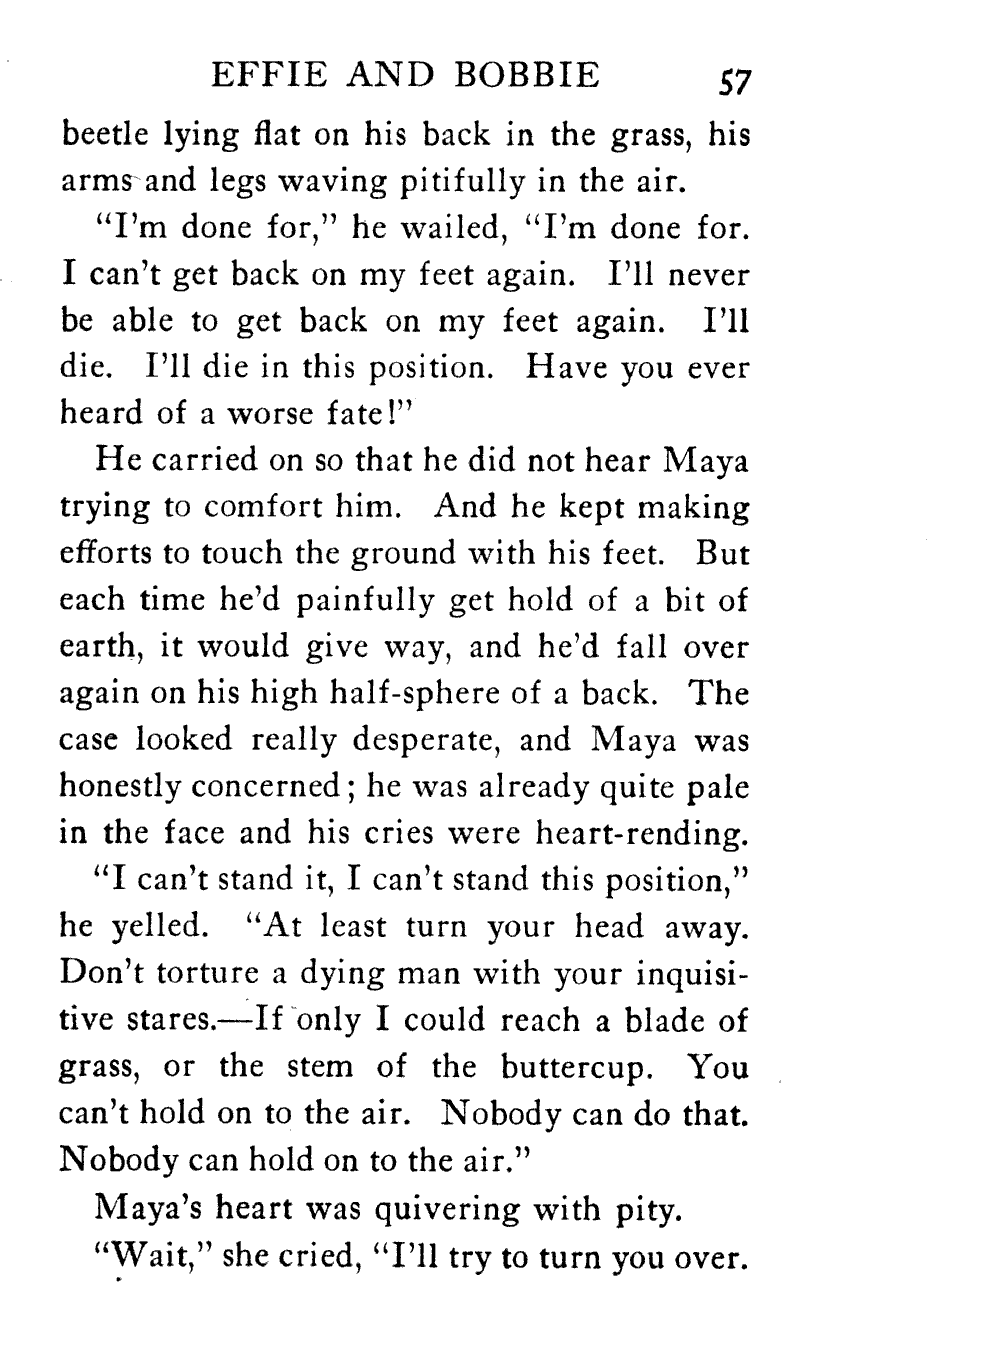 EFFIE AND BOBBIE 57
beetle lying flat on his back in the grass, his
arms and legs waving pitifully in the air.
“I’m done for,” he wailed, “I’m done for.
I can’t get back on my feet again. I’ll never
be able to get back on my feet again. I’ll
die. I’ll die in this position. Have you ever
heard of a worse fate!”
He carried on so that he did not hear Maya
trying to comfort him. And he kept making
efforts to touch the ground with his feet. But
each time he’d painfully get hold of a bit of
earth, it would give way, and he’d fall over
again on his high half-sphere of a back. The
case looked really desperate, and Maya was
honestly concerned; he was already quite pale
in the face and his cries were heart-rending.
“I can’t stand it, I can’t stand this position,”
he yelled. “At least turn your head away.
Don’t torture a dying man with your inquisi-
tive stares.—If only I could reach a blade of
grass, or the stem of the buttercup. You
can’t hold on to the air. Nobody can do that.
Nobody can hold on to the air.”
Maya’s heart was quivering with pity.
“Wait,” she cried, “I’ll try to turn you over.